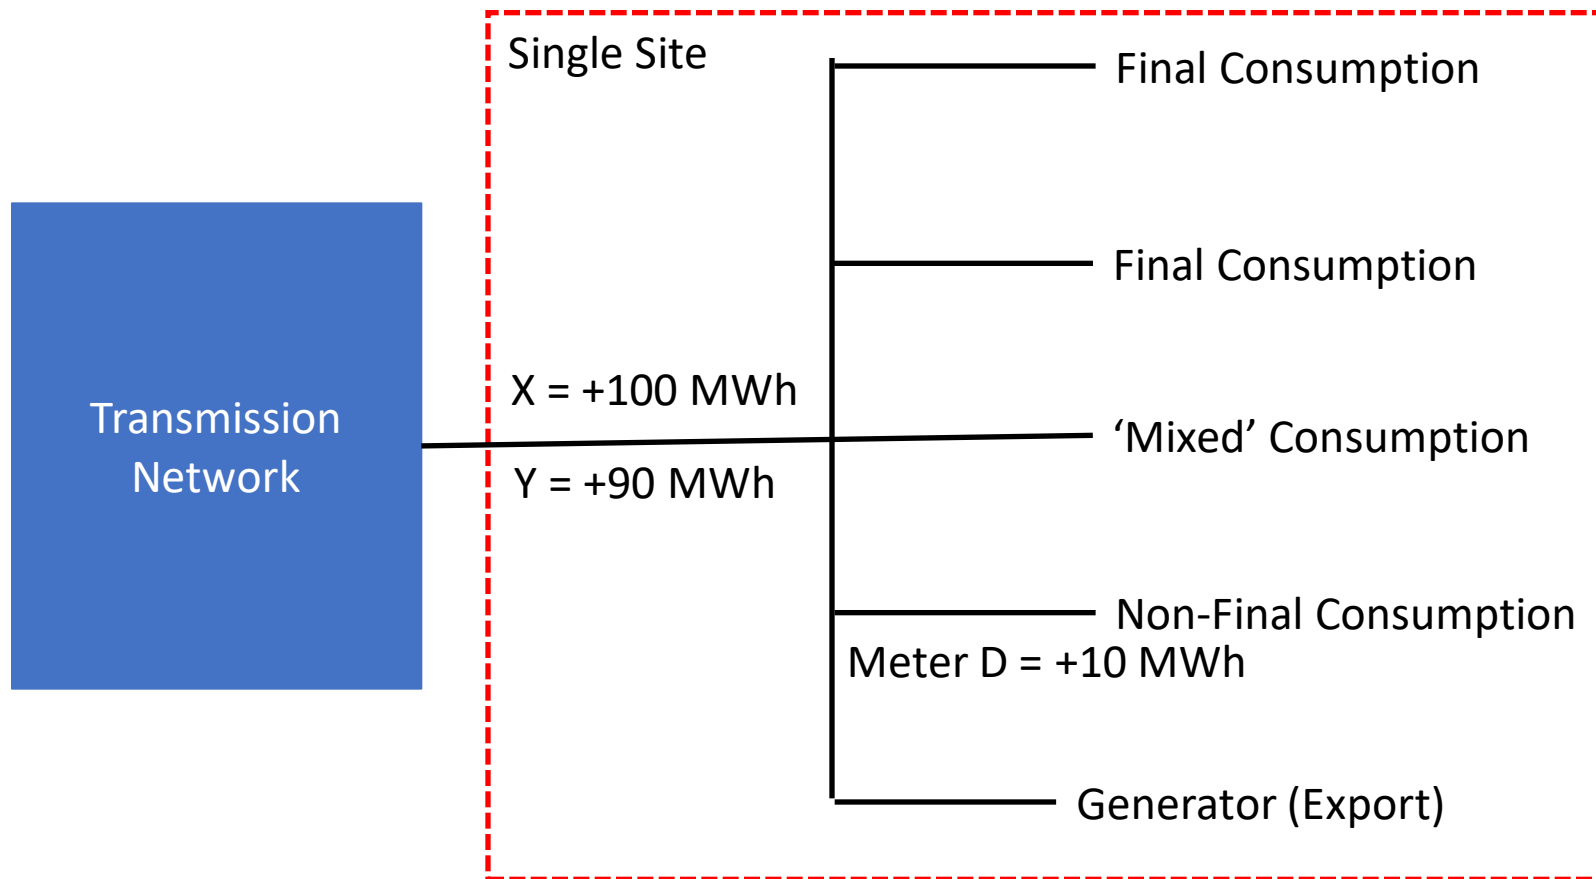 Single Site
Final Consumption
Final Consumption
Transmission
Network
X = +100 MWh
Y = +90 MWh
‘Mixed’ Consumption
Non-Final Consumption
Meter D = +10 MWh
Generator (Export)